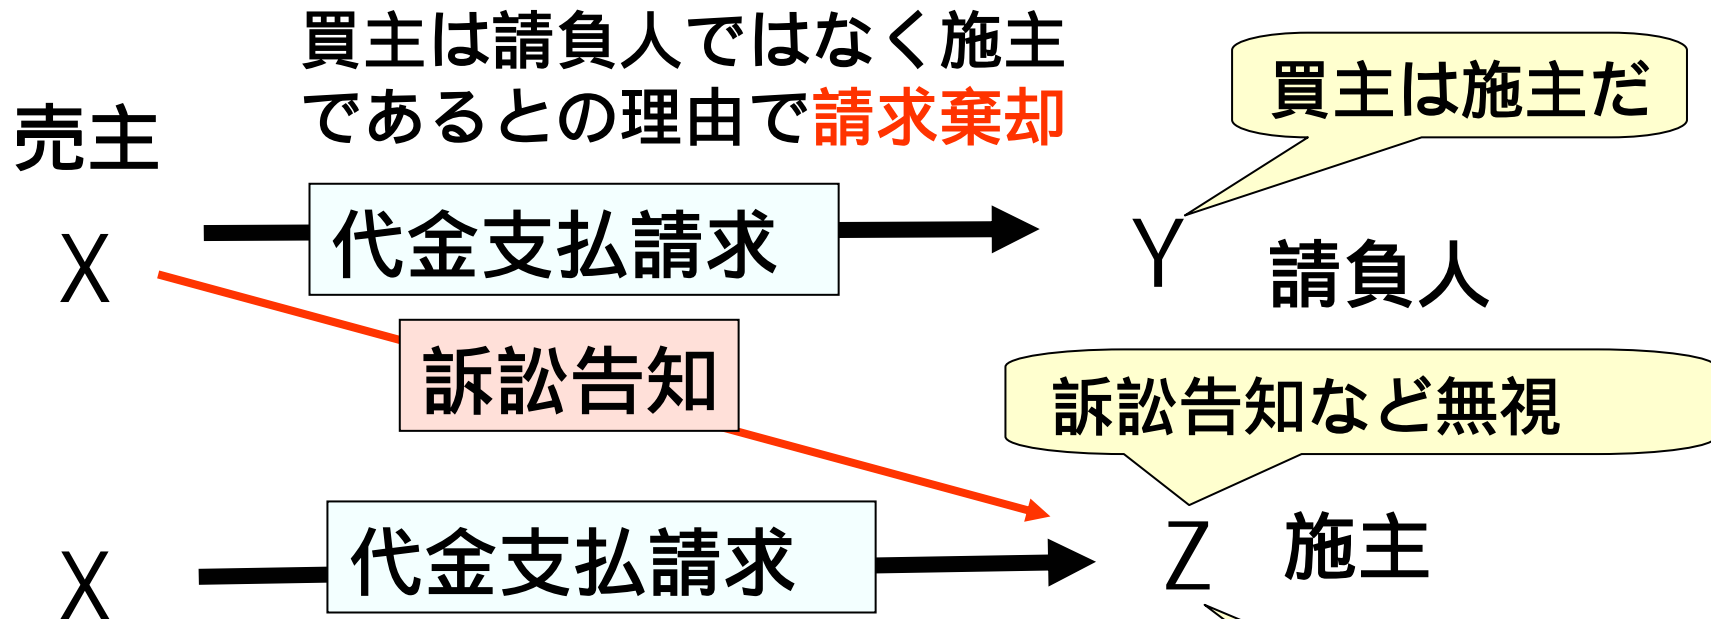 買主は請負人ではなく施主
であるとの理由で請求棄却
買主は施主だ
売主
X
代金支払請求
Y
請負人
訴訟告知
訴訟告知など無視
X
代金支払請求
Z
施主